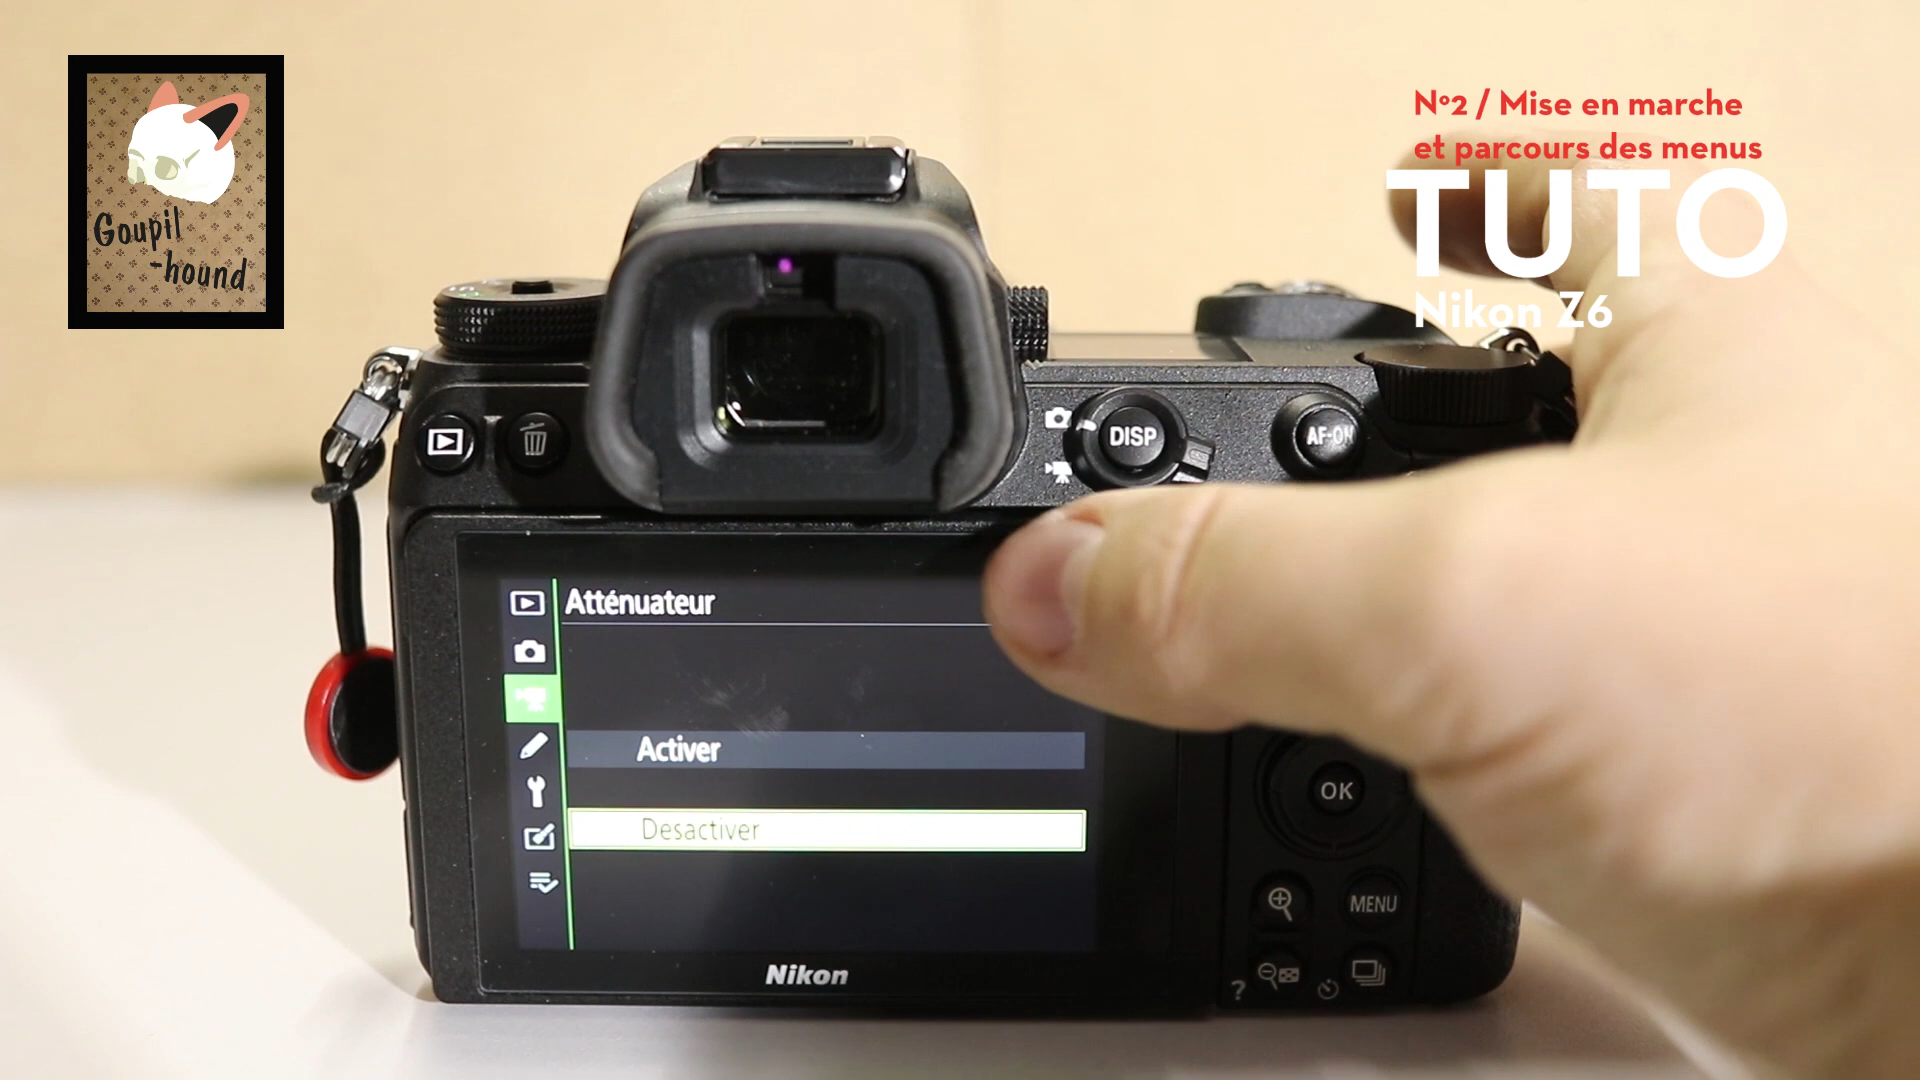 Goupil
-hound
N°2 / Mise en marche
et parcours des menus
TUTO
Nikon Z6
DISP
AF-ON
Atténuateur
Activer
Desactiver
OK
MENU
?
Nikon